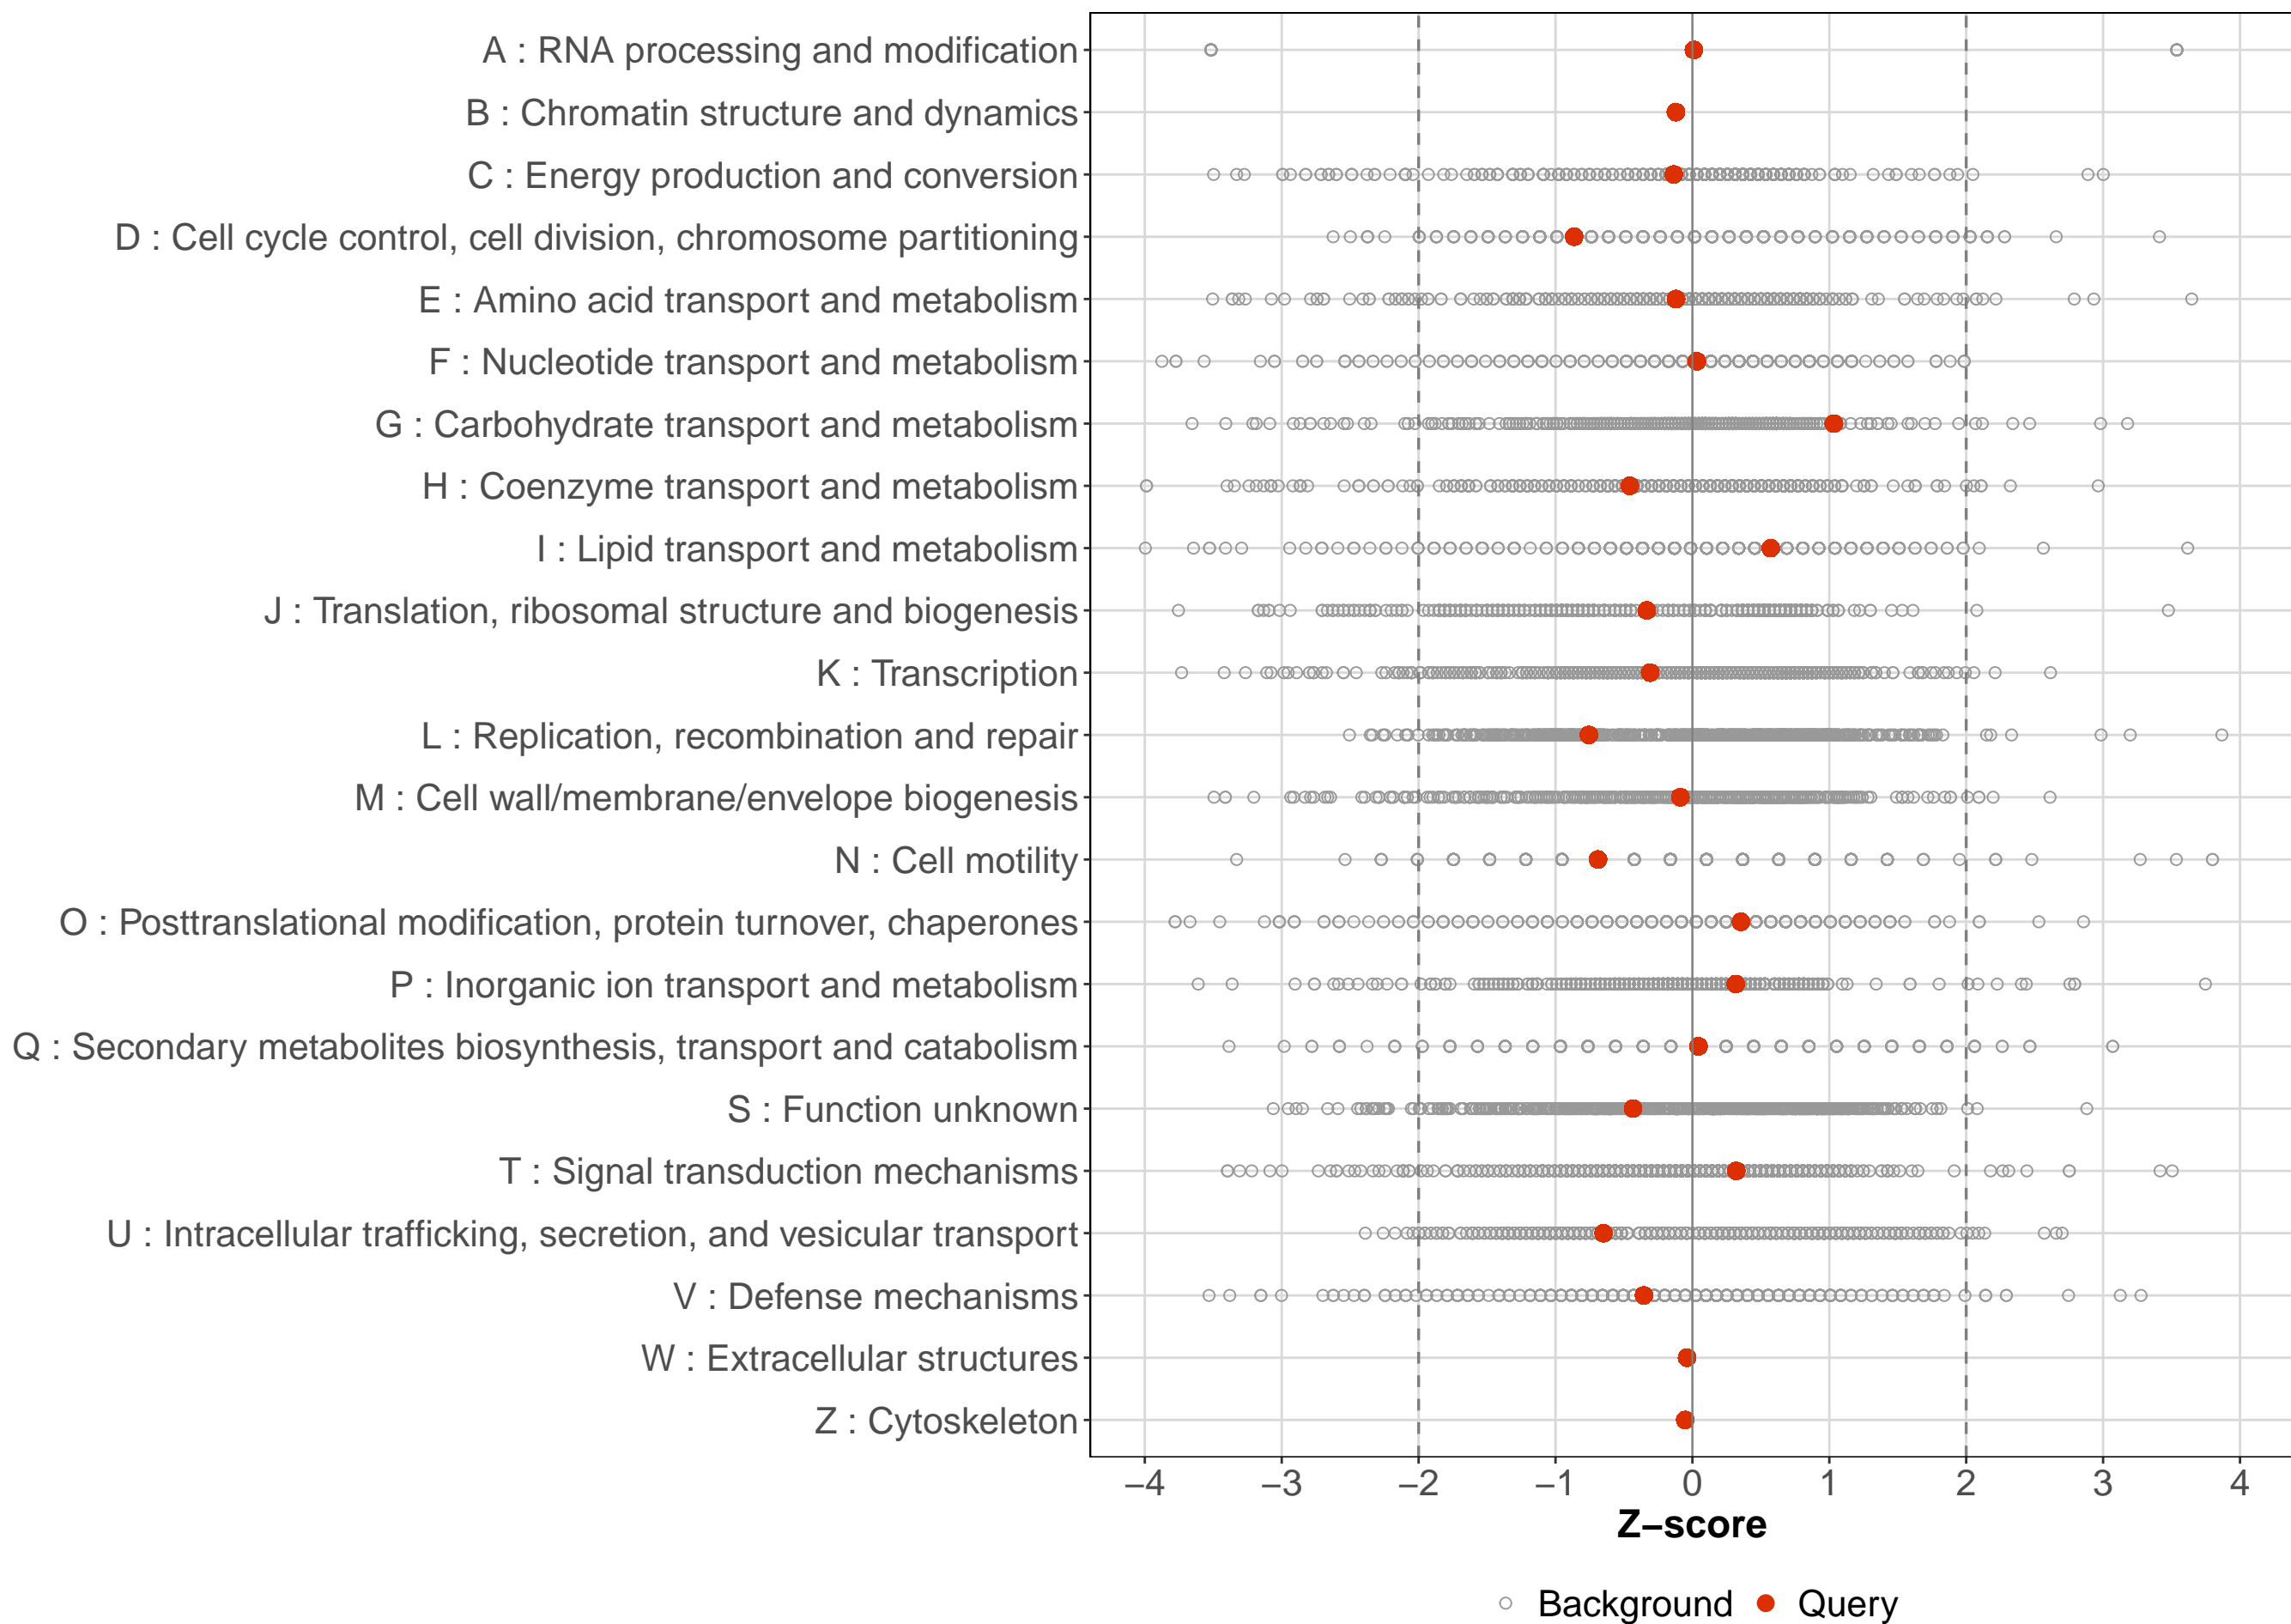 A : RNA processing and modification
B : Chromatin structure and dynamics
C : Energy production and conversion
D : Cell cycle control, cell division, chromosome partitioning
E : Amino acid transport and metabolism
F : Nucleotide transport and metabolism
G : Carbohydrate transport and metabolism
H : Coenzyme transport and metabolism
I : Lipid transport and metabolism
J : Translation, ribosomal structure and biogenesis
K : Transcription
L : Replication, recombination and repair
M : Cell wall/membrane/envelope biogenesis
N : Cell motility
O : Posttranslational modification, protein turnover, chaperones
P : Inorganic ion transport and metabolism
Q : Secondary metabolites biosynthesis, transport and catabolism
S : Function unknown
T : Signal transduction mechanisms
U : Intracellular trafficking, secretion, and vesicular transport
V : Defense mechanisms
W : Extracellular structures
Z : Cytoskeleton
−4 −3 −2 −1 0 1 2 3 4
Z−score
Background Query